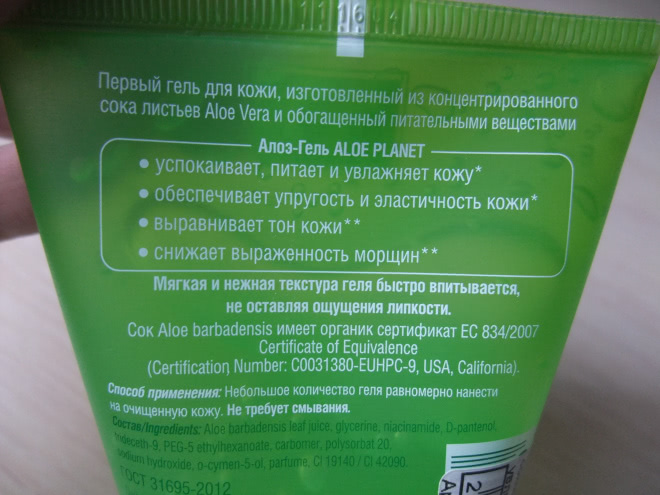 1116
Первый гель для кожи, изготовленный из концентрированного
сока листьев Aloe Vera и обогащенный питательными веществами
Алоэ-Гель ALOE PLANET
• успокаивает, питает и увлажняет кожу*
• обеспечивает упругость и эластичность кожи*
• выравнивает тон кожи**
• снижает выраженность морщин**
Мягкая и нежная текстура геля быстро впитывается,
не оставляя ощущения липкости.
Сок Aloe barbadensis имеет органик сертификат ЕС 834/2007
Certificate of Equivalence
(Certification Number: C0031380-EUHPC-9, USA, California).
Способ применения: Небольшое количество геля равномерно нанести
на очищенную кожу. Не требует смывания.
Состав/Ingredients: Aloe barbadensis leaf juice, glycerine, niacinamide, D-pantenol,
trideceth-9, PEG-5 ethylhexanoate, carbomer, polysorbat 20,
sodium hydroxide, o-cymen-5-ol, parfume, CI 19140 / CI 42090.
ГОСТ 31695-2012